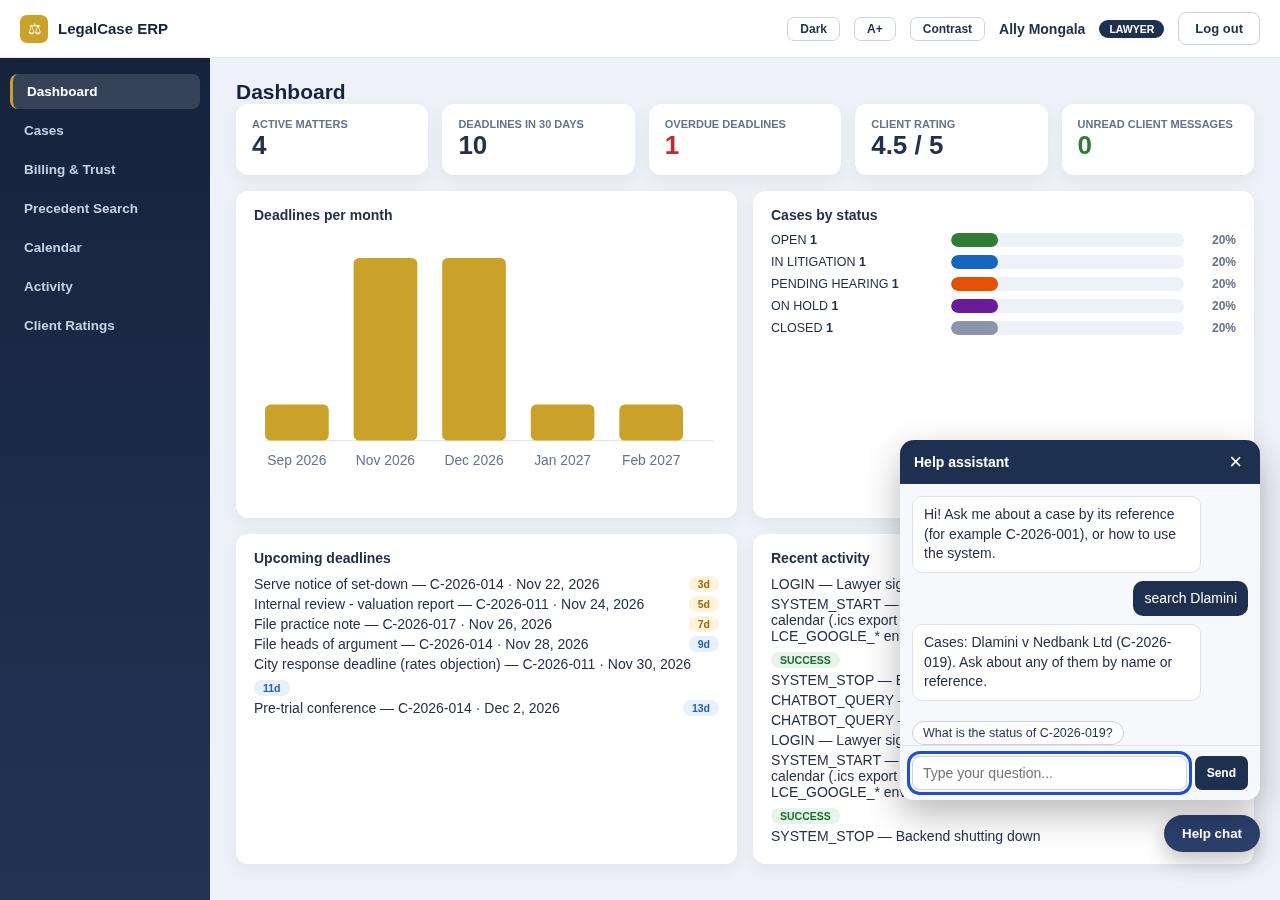 LegalCase ERP
Dark
A+
Contrast
Ally Mongala
LAWYER
Log out
Dashboard
Cases
Billing & Trust
Precedent Search
Calendar
Activity
Client Ratings
Dashboard
ACTIVE MATTERS
4
DEADLINES IN 30 DAYS
10
OVERDUE DEADLINES
1
CLIENT RATING
4.5 / 5
UNREAD CLIENT MESSAGES
0
Deadlines per month
Sep 2026
Nov 2026
Dec 2026
Jan 2027
Feb 2027
Cases by status
OPEN 1 20%
IN LITIGATION 1 20%
PENDING HEARING 1 20%
ON HOLD 1 20%
CLOSED 1 20%
Upcoming deadlines
Serve notice of set-down — C-2026-014 · Nov 22, 2026 3d
Internal review - valuation report — C-2026-011 · Nov 24, 2026 5d
File practice note — C-2026-017 · Nov 26, 2026 7d
File heads of argument — C-2026-014 · Nov 28, 2026 9d
City response deadline (rates objection) — C-2026-011 · Nov 30, 2026
11d
Pre-trial conference — C-2026-014 · Dec 2, 2026 13d
Recent activity
LOGIN — Lawyer
SYSTEM_START —
calendar (.ics export
LCE_GOOGLE_*
SUCCESS
SYSTEM_STOP —
CHATBOT_QUERY
CHATBOT_QUERY
LOGIN — Lawyer
SYSTEM_START —
calendar (.ics export
LCE_GOOGLE_*
SUCCESS
SYSTEM_STOP — Backend shutting down
Help assistant
×
Hi! Ask me about a case by its reference
(for example C-2026-001), or how to use
the system.
search Dlamini
Cases: Dlamini v Nedbank Ltd (C-2026-
019). Ask about any of them by name or
reference.
What is the status of C-2026-019?
Type your question...
Send
Help chat